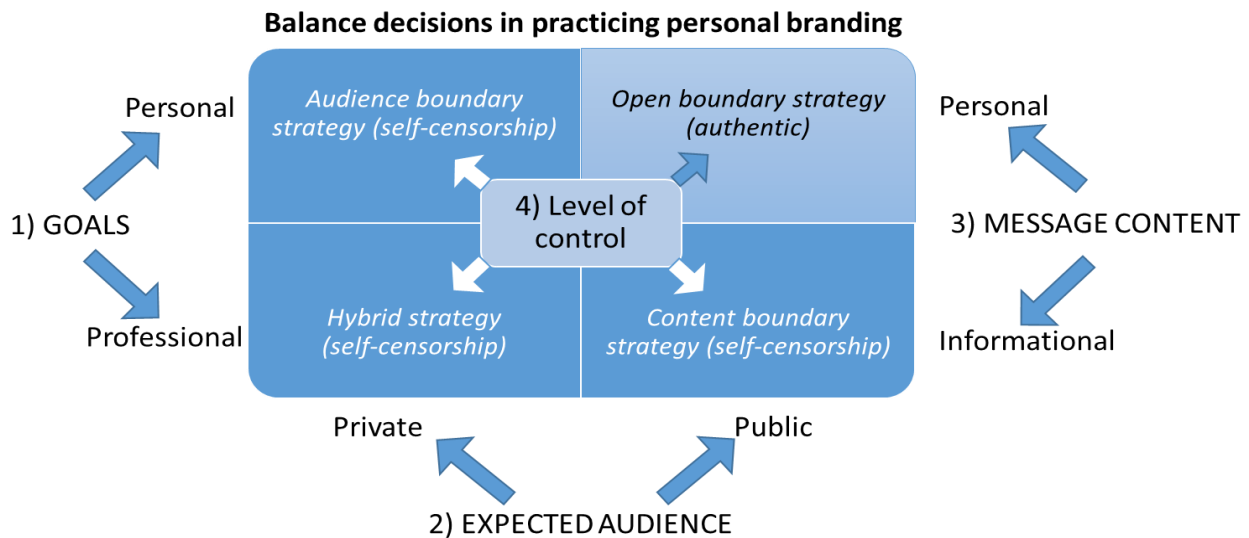 Balance decisions in practicing personal branding
Personal
Audience boundary
strategy (self-censorship)
Open boundary strategy
(authentic)
Personal
1) GOALS
4) Level of
control
3) MESSAGE CONTENT
Professional
Hybrid strategy
(self-censorship)
Content boundary
strategy (self-censorship)
Informational
Private
Public
2) EXPECTED AUDIENCE